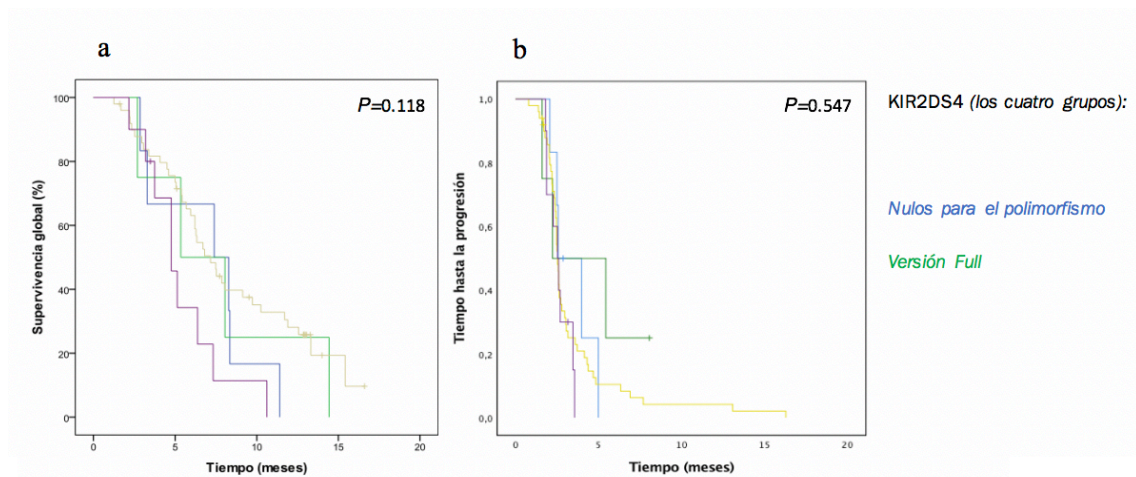 a
b
P=0.118
P=0.547
KIR2DS4 (los cuatro grupos):
Nulos para el polimorfismo
Versión Full
Supervivencia global (%)
100
80
60
40
20
0
0 5 10 15 20
Tiempo (meses)
Tiempo hasta la progresión
1,0
0,8
0,6
0,4
0,2
0,0
0 5 10 15 20
Tiempo (meses)